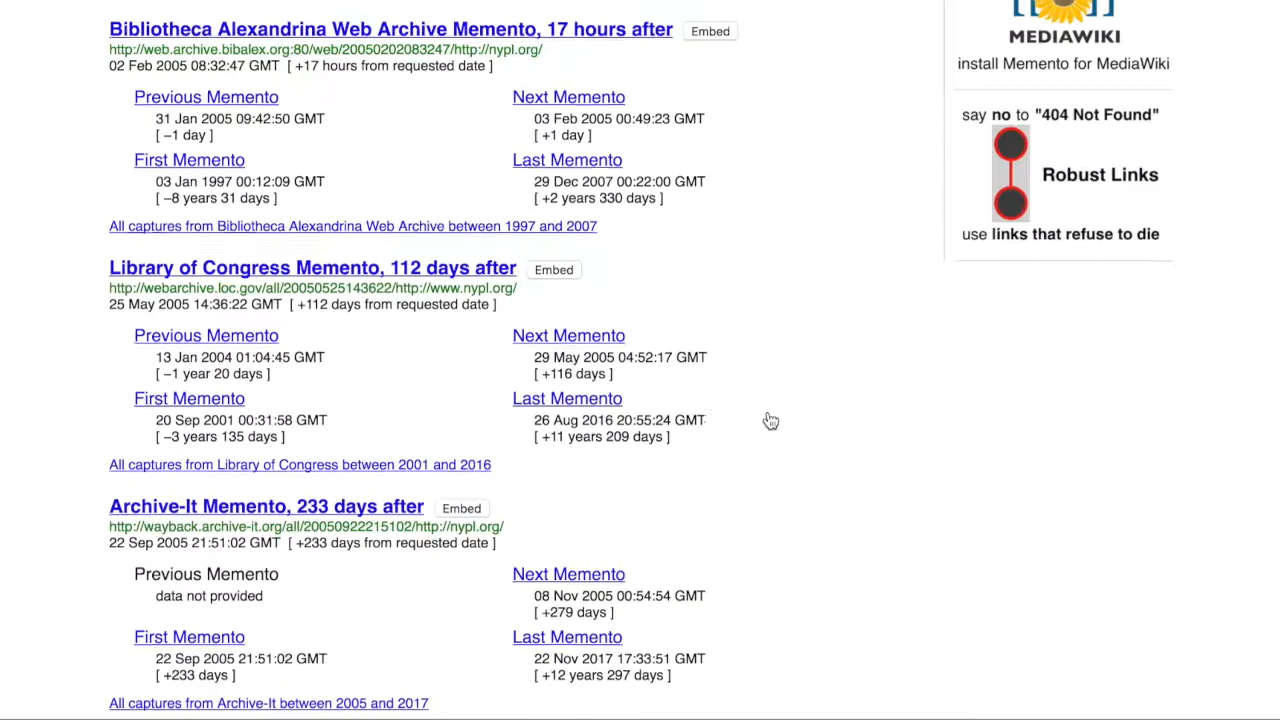 Bibliotheca Alexandrina Web Archive Memento, 17 hours after Embed
http://web.archive.bibalex.org:80/web/20050202083247/http://nypl.org/
02 Feb 2005 08:32:47 GMT [ +17 hours from requested date ]
Previous Memento
31 Jan 2005 09:42:50 GMT
[ –1 day ]
Next Memento
03 Feb 2005 00:49:23 GMT
[ +1 day ]
First Memento
03 Jan 1997 00:12:09 GMT
[ –8 years 31 days ]
Last Memento
29 Dec 2007 00:22:00 GMT
[ +2 years 330 days ]
All captures from Bibliotheca Alexandrina Web Archive between 1997 and 2007
Library of Congress Memento, 112 days after Embed
http://webarchive.loc.gov/all/20050525143622/http://www.nypl.org/
25 May 2005 14:36:22 GMT [ +112 days from requested date ]
Previous Memento
13 Jan 2004 01:04:45 GMT
[ –1 year 20 days ]
Next Memento
29 May 2005 04:52:17 GMT
[ +116 days ]
First Memento
20 Sep 2001 00:31:58 GMT
[ –3 years 135 days ]
Last Memento
26 Aug 2016 20:55:24 GMT
[ +11 years 209 days ]
All captures from Library of Congress between 2001 and 2016
Archive-It Memento, 233 days after Embed
http://wayback.archive-it.org/all/20050922215102/http://nypl.org/
22 Sep 2005 21:51:02 GMT [ +233 days from requested date ]
Previous Memento
data not provided
Next Memento
08 Nov 2005 00:54:54 GMT
[ +279 days ]
First Memento
22 Sep 2005 21:51:02 GMT
[ +233 days ]
Last Memento
22 Nov 2017 17:33:51 GMT
[ +12 years 297 days ]
All captures from Archive-It between 2005 and 2017
MEDIAWIKI
install Memento for MediaWiki
say no to "404 Not Found"
Robust Links
use links that refuse to die